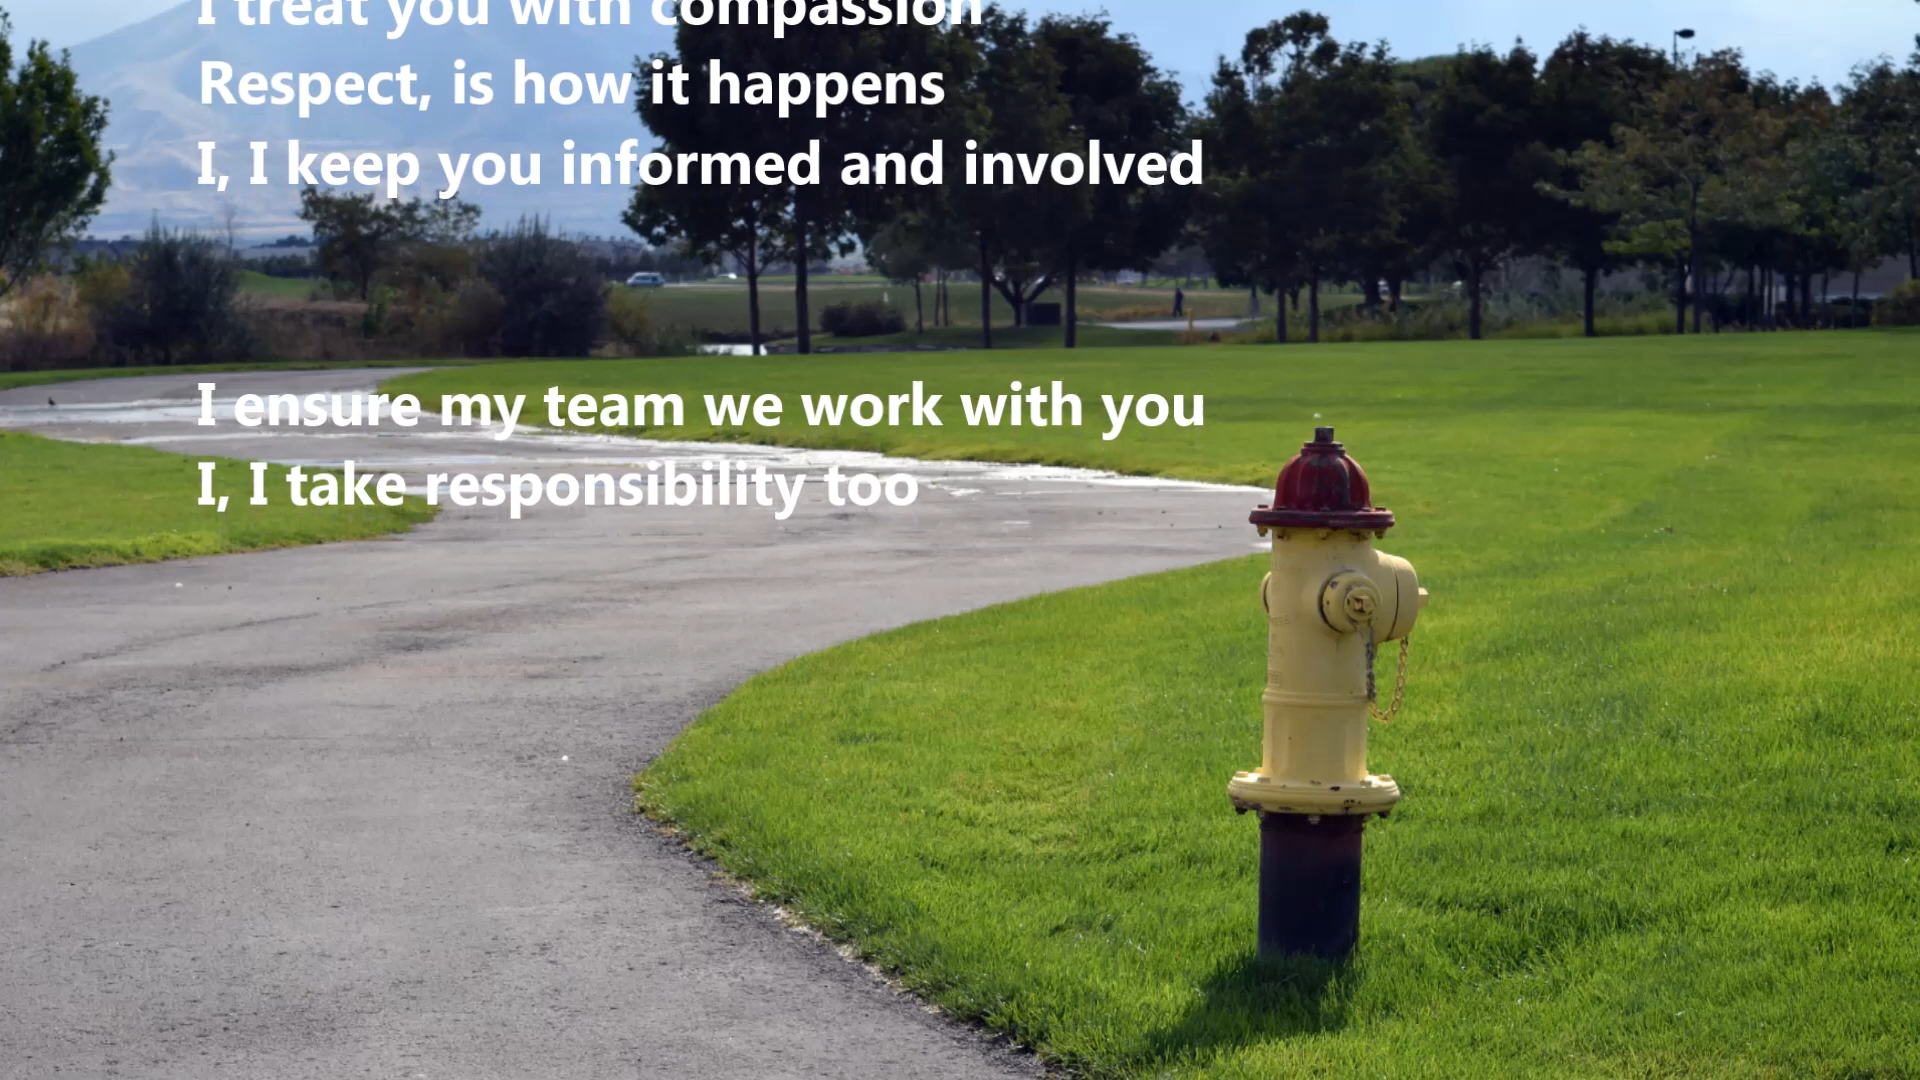 I treat you with compassion
Respect, is how it happens
I, I keep you informed and involved
I ensure my team we work with you
I, I take responsibility too